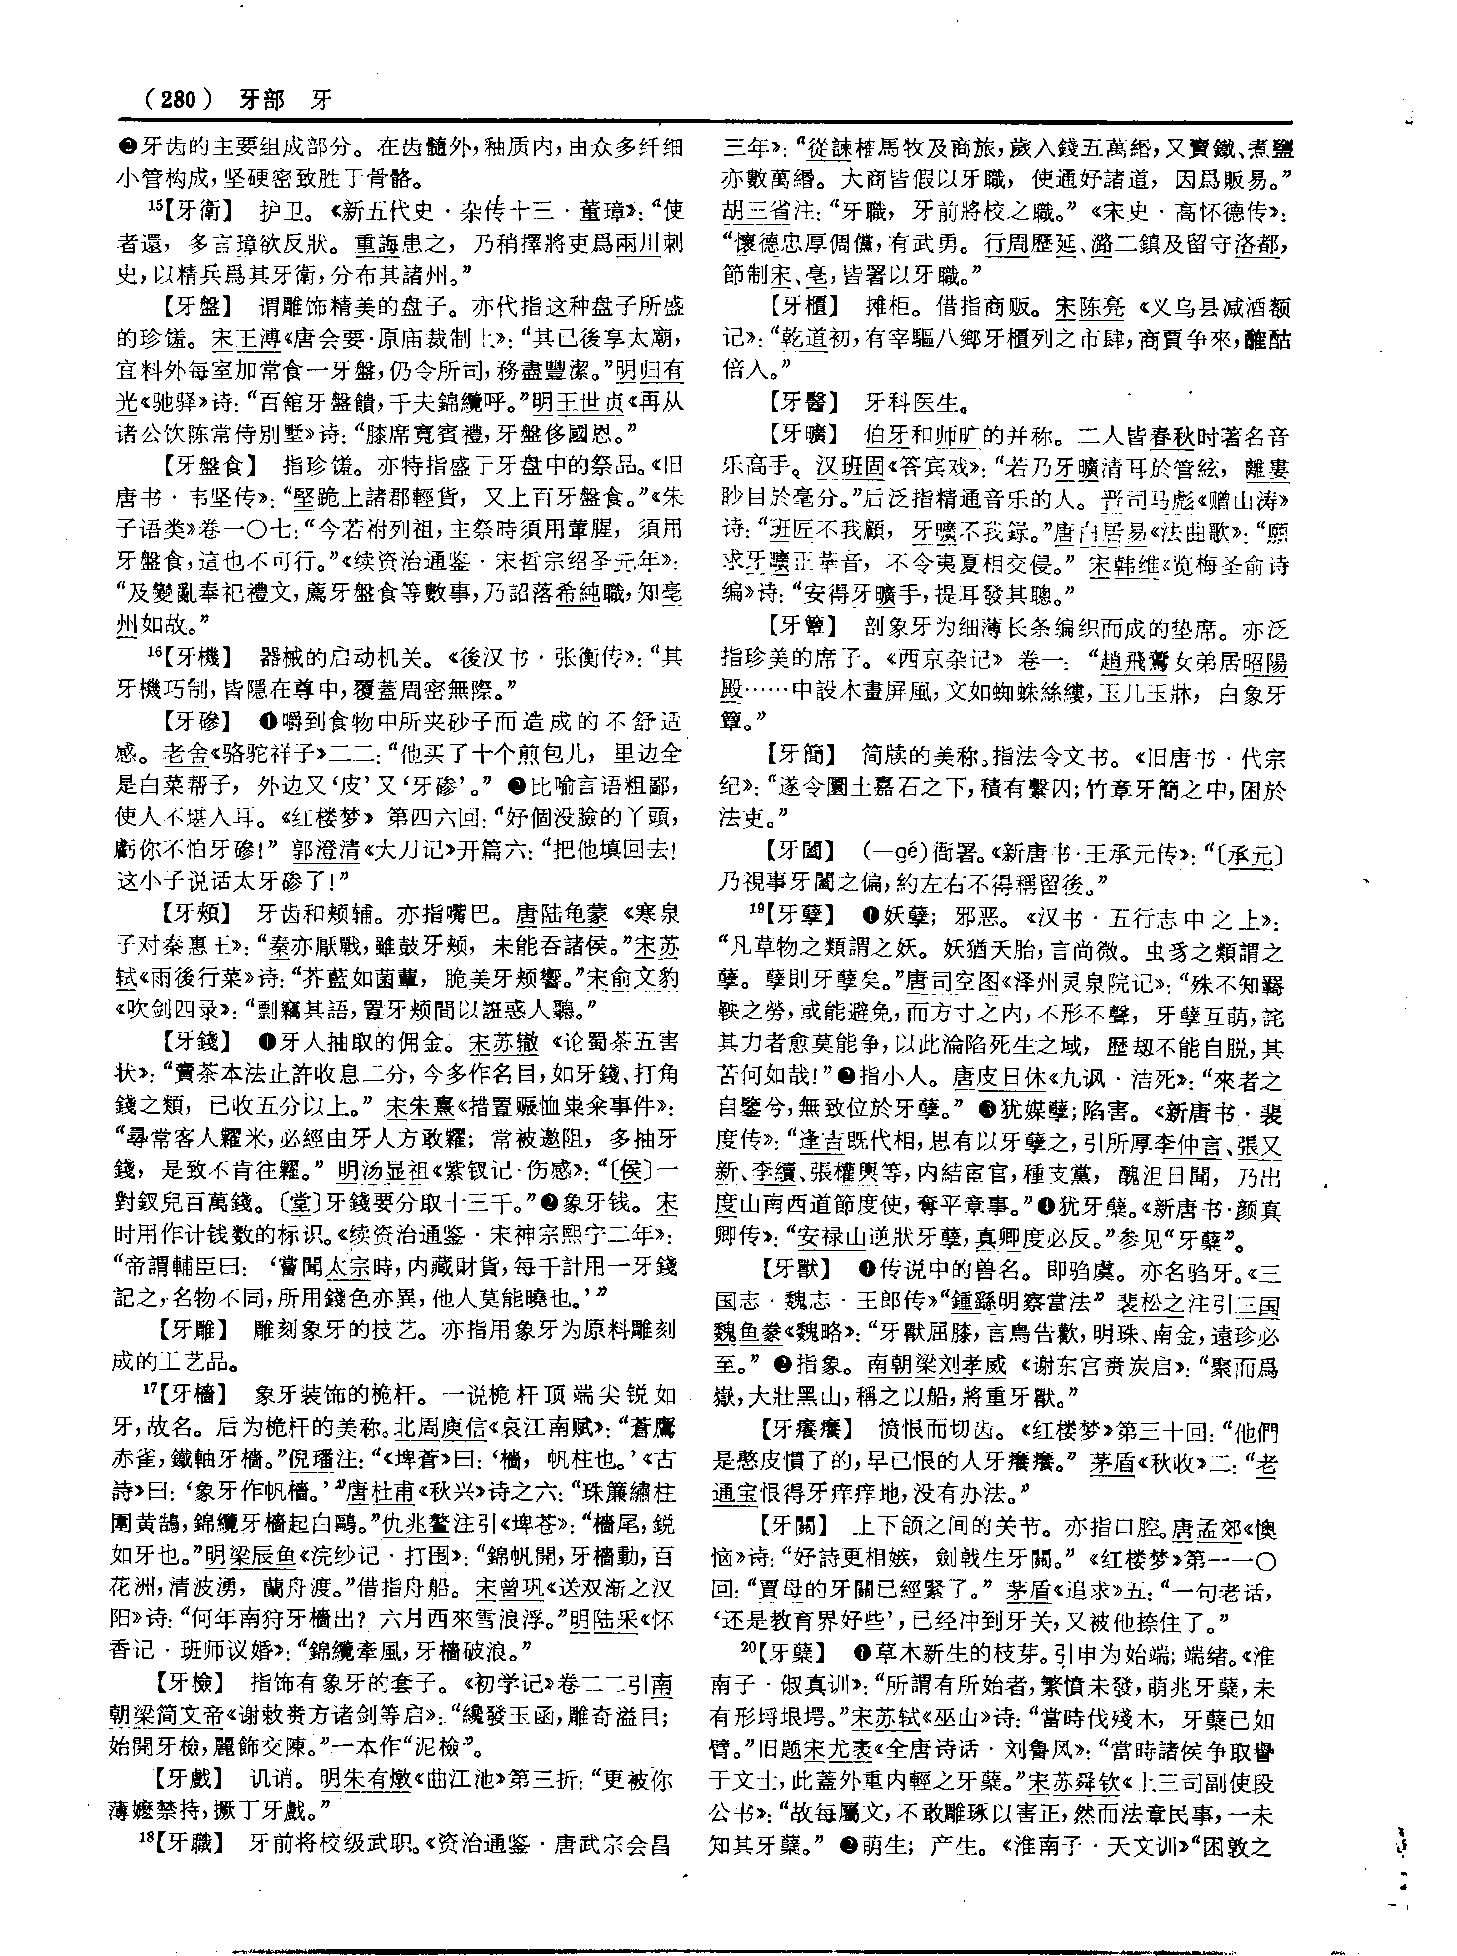 （280） 牙部 牙
❷牙齿的主要组成部分。在齿髓外，釉质内，由众多纤细
小管构成，坚硬密致胜于骨骼。
15【牙衛】 护卫。《新五代史·杂传十三·董璋》：“使
者還，多言璋欲反狀。重誨患之，乃稍擇將吏爲兩川刺
史，以精兵爲其牙衛，分布其諸州。”
【牙盤】 谓雕饰精美的盘子。亦代指这种盘子所盛
的珍馐。宋王溥《唐会要·原庙裁制上》：“其已後享太廟，
宜料外每室加常食一牙盤，仍令所司，務盡豐潔。”明归有
光《驰驿》诗：“百館牙盤饋，千夫錦纜呼。”明王世贞《再从
诸公饮陈常侍别墅》诗：“膝席寬賓禮，牙盤侈國恩。”
【牙盤食】 指珍馐。亦特指盛于牙盘中的祭品。《旧
唐书·韦坚传》：“堅跪上諸郡輕貨，又上百牙盤食。”《朱
子语类》卷一〇七：“今若祔列祖，主祭時須用葷腥，須用
牙盤食，這也不可行。”《续资治通鉴·宋哲宗绍圣元年》：
“及變亂奉祀禮文，薦牙盤食等數事，乃詔落希純職，知亳
州如故。”
16【牙機】 器械的启动机关。《後汉书·张衡传》：“其
牙機巧制，皆隱在尊中，覆蓋周密無際。”
【牙磣】 ❶嚼到食物中所夹砂子而造成的不舒适
感。老舍《骆驼祥子》二二：“他买了十个煎包儿，里边全
是白菜帮子，外边又‘皮’又‘牙碜’。”❷比喻言语粗鄙，
使人不堪入耳。《红楼梦》第四六回：“好個没臉的丫頭，
虧你不怕牙磣！”郭澄清《大刀记》开篇六：“把他填回去！
这小子说话太牙碜了！”
【牙頰】 牙齿和颊辅。亦指嘴巴。唐陆龟蒙《寒泉
子对秦惠王》：“秦亦厭戰，雖鼓牙頰，未能吞諸侯。”宋苏
轼《雨後行菜》诗：“芥藍如菌蕈，脆美牙頰響。”宋俞文豹
《吹剑四录》：“剽竊其語，置牙頰間以誑惑人聽。”
【牙錢】 ❶牙人抽取的佣金。宋苏辙《论蜀茶五害
状》：“賣茶本法止許收息二分，今多作名目，如牙錢、打角
錢之類，已收五分以上。”宋朱熹《措置赈恤粜籴事件》：
“尋常客人糶米，必經由牙人方敢糶；常被邀阻，多抽牙
錢，是致不肯往糶。”明汤显祖《紫钗记·伤感》：“〔侯〕一
對釵兒百萬錢。〔堂〕牙錢要分取十三千。”❷象牙钱。宋
时用作计钱数的标识。《续资治通鉴·宋神宗熙宁二年》：
“帝謂輔臣曰：‘嘗聞太宗時，内藏財貨，每千計用一牙錢
記之，名物不同，所用錢色亦異，他人莫能曉也。’”
【牙雕】 雕刻象牙的技艺。亦指用象牙为原料雕刻
成的工艺品。
17【牙檣】 象牙装饰的桅杆。一说桅杆顶端尖锐如
牙，故名。后为桅杆的美称。北周庾信《哀江南赋》：“蒼鷹
赤雀，鐵軸牙檣。”倪璠注：“《埤蒼》曰：‘檣，帆柱也。’《古
詩》曰：‘象牙作帆檣。’”唐杜甫《秋兴》诗之六：“珠簾繡柱
圍黄鵠，錦纜牙檣起白鷗。”仇兆鳌注引《埤苍》：“檣尾，鋭
如牙也。”明梁辰鱼《浣纱记·打围》：“錦帆開，牙檣動，百
花洲，清波湧，蘭舟渡。”借指舟船。宋曾巩《送双渐之汉
阳》诗：“何年南狩牙檣出？六月西來雪浪浮。”明陆采《怀
香记·班师议婚》：“錦纜牽風，牙檣破浪。”
【牙檢】 指饰有象牙的套子。《初学记》卷二二引南
朝梁简文帝《谢敕赉方诸剑等启》：“纔發玉函，雕奇溢目；
始開牙檢，麗飾交陳。”一本作“泥檢”。
【牙戲】 讥诮。明朱有燉《曲江池》第三折：“更被你
薄嬷禁持，撅丁牙戲。”
18【牙職】 牙前将校级武职。《资治通鉴·唐武宗会昌
三年》：“從諫榷馬牧及商旅，歲入錢五萬緡，又賣鐵、煮鹽
亦數萬緡。大商皆假以牙職，使通好諸道，因爲販易。”
胡三省注：“牙職，牙前將校之職。”《宋史·高怀德传》：
“懷德忠厚倜儻，有武勇。行周歷延、潞二鎮及留守洛都，
節制宋、亳，皆署以牙職。”
【牙櫃】 摊柜。借指商贩。宋陈亮《义乌县减酒额
记》：“乾道初，有宰驅八鄉牙櫃列之市肆，商賈争來，醮酤
倍入。”
【牙醫】 牙科医生。
【牙曠】 伯牙和师旷的并称。二人皆春秋时著名音
乐高手。汉班固《答宾戏》：“若乃牙曠清耳於管絃，離婁
眇目於毫分。”后泛指精通音乐的人。晋司马彪《赠山涛》
诗：“班匠不我顧，牙曠不我錄。”唐白居易《法曲歌》：“願
求牙曠正華音，不令夷夏相交侵。”宋韩维《览梅圣俞诗
编》诗：“安得牙曠手，提耳發其聰。”
【牙簟】 剖象牙为细薄长条编织而成的垫席。亦泛
指珍美的席子。《西京杂记》卷一：“趙飛鷰女弟居昭陽
殿……中設木畫屏風，文如蜘蛛絲縷，玉几玉牀，白象牙
簟。”
【牙簡】 简牍的美称。指法令文书。《旧唐书·代宗
纪》：“遂令圜土嘉石之下，積有繫囚；竹章牙簡之中，困於
法吏。”
【牙閤】 （—gé）衙署。《新唐书·王承元传》：“〔承元〕
乃視事牙閤之偏，約左右不得稱留後。”
19【牙孽】 ❶妖孽；邪恶。《汉书·五行志中之上》：
“凡草物之類謂之妖。妖猶夭胎，言尚微。虫豸之類謂之
孽。孽則牙孽矣。”唐司空图《泽州灵泉院记》：“殊不知羈
鞅之勞，或能避免，而方寸之内，不形不聲，牙孽互萌，詫
其力者愈莫能争，以此淪陷死生之域，歷劫不能自脱，其
苦何如哉！”❷指小人。唐皮日休《九讽·洁死》：“來者之
自鑒兮，無致位於牙孽。”❸犹媒孽；陷害。《新唐书·裴
度传》：“逢吉既代相，思有以牙孽之，引所厚李仲言、張又
新、李續、張權輿等，内結宦官，種支黨，醜沮日聞，乃出
度山南西道節度使，奪平章事。”❹犹牙蘖。《新唐书·颜真
卿传》：“安禄山逆狀牙孽，真卿度必反。”参见“牙蘖”。
【牙獸】 ❶传说中的兽名。即驺虞。亦名驺牙。《三
国志·魏志·王郎传》“鍾繇明察當法”裴松之注引三国
魏鱼豢《魏略》：“牙獸屈膝，言鳥告歡，明珠、南金，遠珍必
至。”❷指象。南朝梁刘孝威《谢东宫赉炭启》：“聚而爲
嶽，大壯黑山，稱之以船，將重牙獸。”
【牙癢癢】 愤恨而切齿。《红楼梦》第三十回：“他們
是憨皮慣了的，早已恨的人牙癢癢。”茅盾《秋收》二：“老
通宝恨得牙痒痒地，没有办法。”
【牙關】 上下颌之间的关节。亦指口腔。唐孟郊《懊
恼》诗：“好詩更相嫉，劍戟生牙關。”《红楼梦》第一一〇
回：“賈母的牙關已經緊了。”茅盾《追求》五：“一句老话，
‘还是教育界好些’，已经冲到牙关，又被他捺住了。”
20【牙蘖】 ❶草木新生的枝芽。引申为始端；端绪。《淮
南子·俶真训》：“所謂有所始者，繁憤未發，萌兆牙蘖，未
有形埒垠堮。”宋苏轼《巫山》诗：“當時伐殘木，牙蘖已如
臂。”旧题宋尤袤《全唐诗话·刘鲁风》：“當時諸侯争取譽
于文士，此蓋外重内輕之牙蘖。”宋苏舜钦《上三司副使段
公书》：“故每屬文，不敢雕琢以害正，然而法章民事，一未
知其牙蘖。”❷萌生；产生。《淮南子·天文训》“困敦之